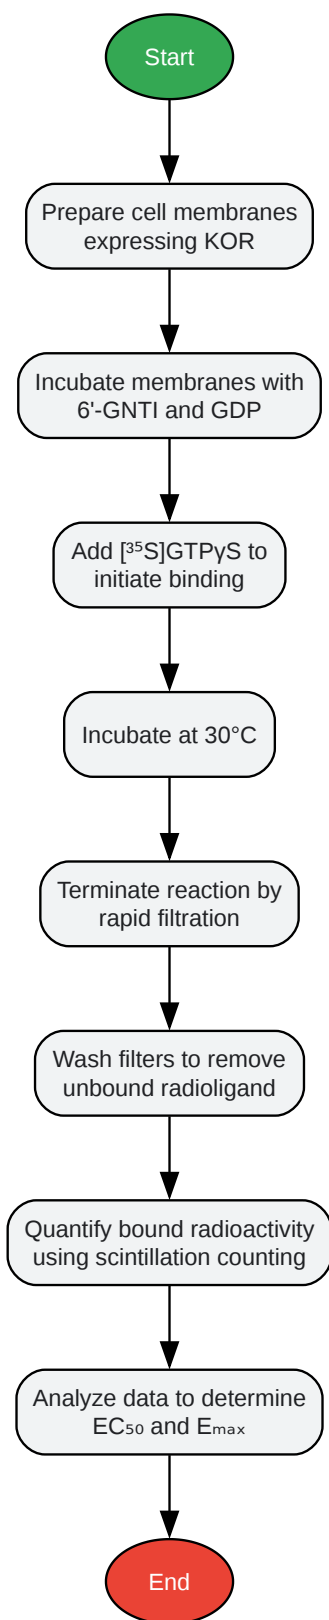 Start
Prepare cell membranes
expressing KOR
Incubate membranes with
6'-GNTI and GDP
Add [³⁵S]GTPγS to
initiate binding
Incubate at 30°C
Terminate reaction by
rapid filtration
Wash filters to remove
unbound radioligand
Quantify bound radioactivity
using scintillation counting
Analyze data to determine
EC₅₀ and Eₘₐₓ
End